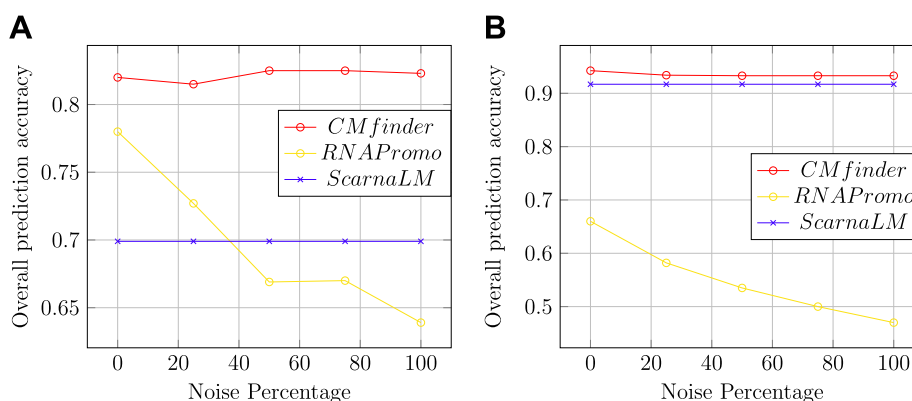 A
Overall prediction accuracy
0.8
0.75
0.7
0.65
0 20 40 60 80 100
Noise Percentage
CMfinder
RNAPromo
ScarnaLM
B
Overall prediction accuracy
0.9
0.8
0.7
0.6
0.5
0 20 40 60 80 100
Noise Percentage
CMfinder
RNAPromo
ScarnaLM